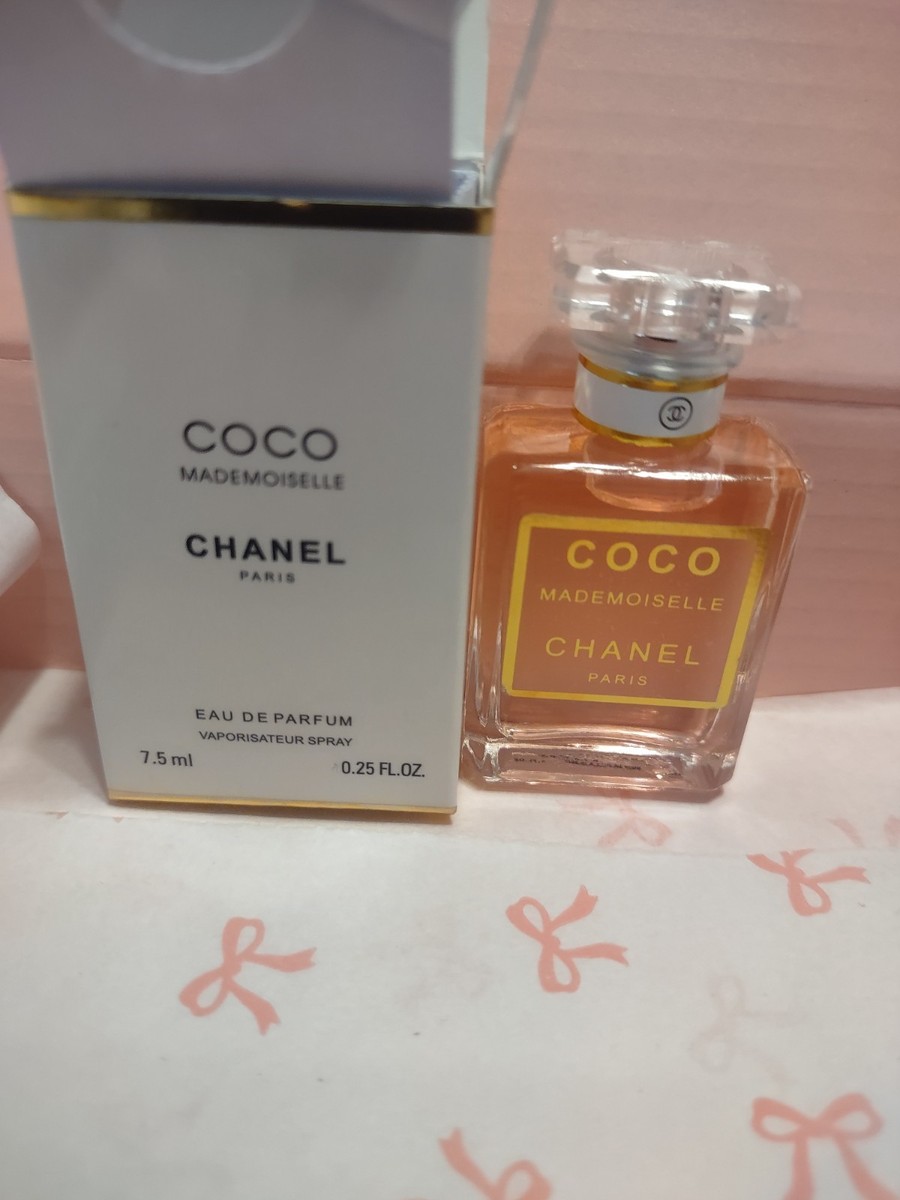 COCO
MADEMOISELLE
CHANEL
PARIS
EAU DE PARFUM
VAPORISATEUR SPRAY
7.5 ml 0.25 FL.OZ.
COCO
MADEMOISELLE
CHANEL
PARIS